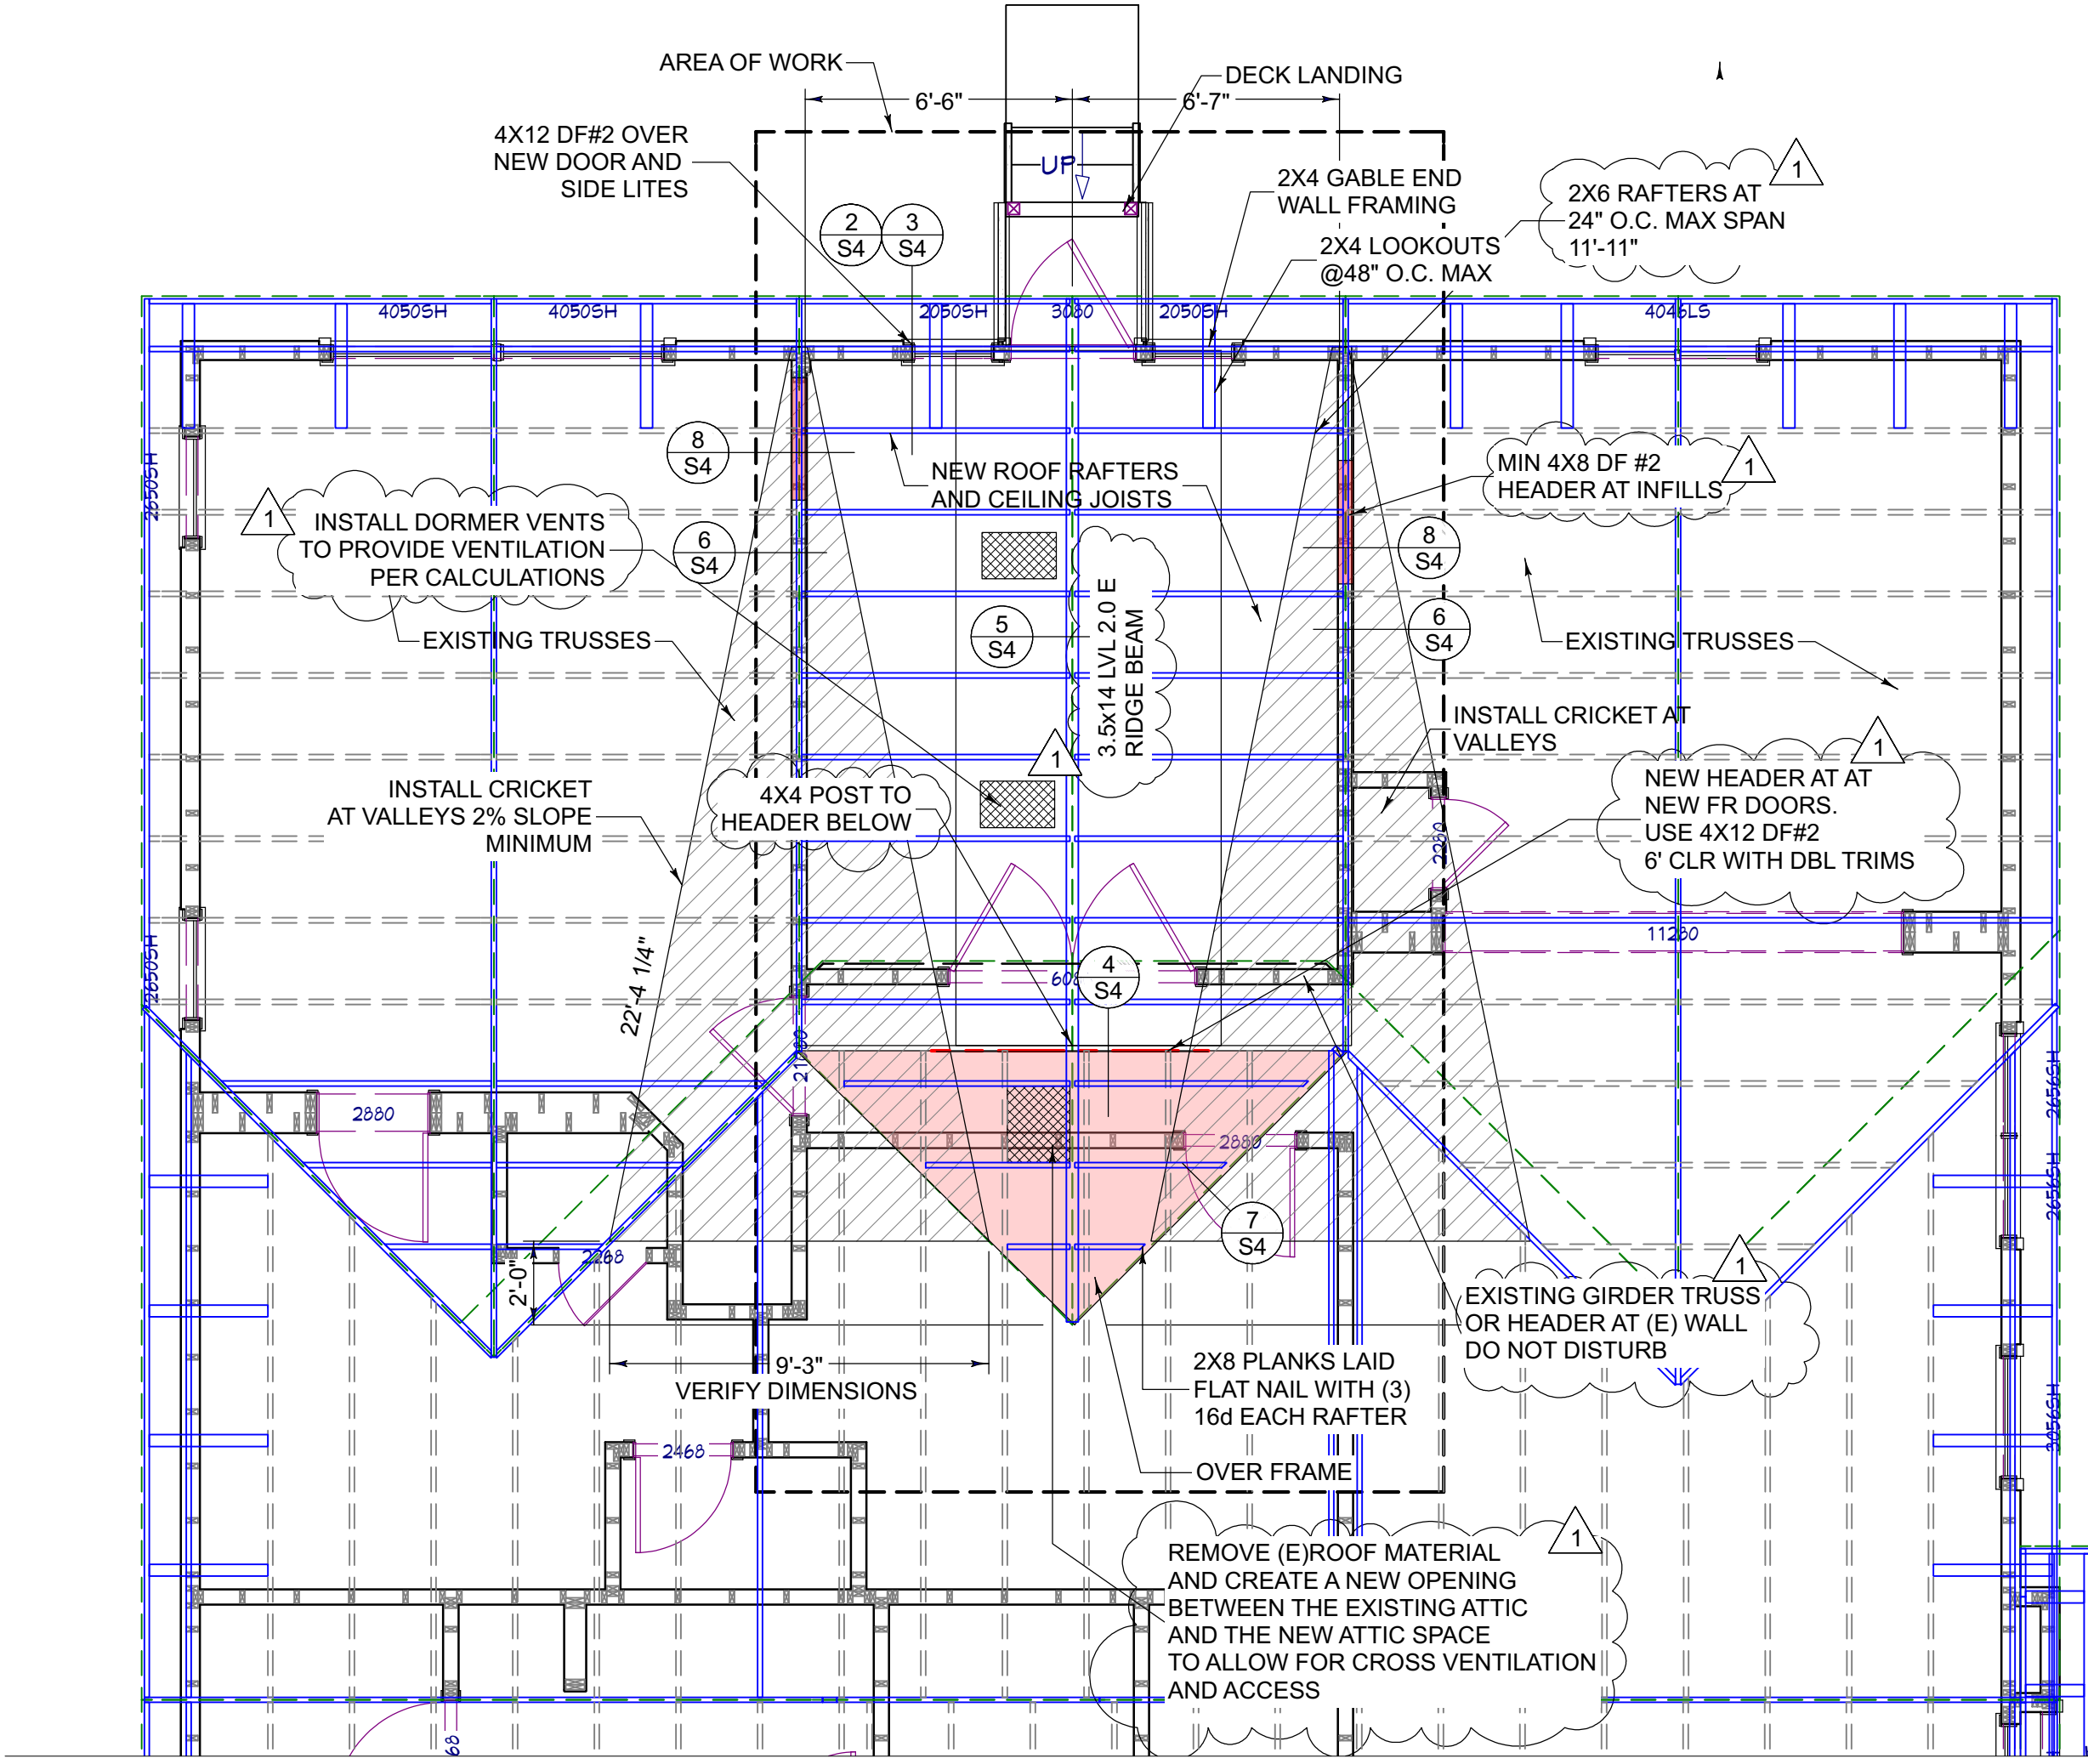 AREA OF WORK
DECK LANDING
6'-6"
6'-7"
4X12 DF#2 OVER
NEW DOOR AND
SIDE LITES
UP
2X4 GABLE END
WALL FRAMING
2X6 RAFTERS AT
24" O.C. MAX SPAN
11'-11"
1
2
S4
3
S4
2X4 LOOKOUTS
@48" O.C. MAX
4050SH
4050SH
2050SH
3080
2050SH
4046LS
8
S4
NEW ROOF RAFTERS
AND CEILING JOISTS
MIN 4X8 DF #2
HEADER AT INFILLS
1
2650SH
1
INSTALL DORMER VENTS
TO PROVIDE VENTILATION
PER CALCULATIONS
6
S4
8
S4
5
S4
3.5x14 LVL 2.0 E
RIDGE BEAM
1
6
S4
EXISTING TRUSSES
EXISTING TRUSSES
INSTALL CRICKET AT
VALLEYS
INSTALL CRICKET
AT VALLEYS 2% SLOPE
MINIMUM
4X4 POST TO
HEADER BELOW
1
NEW HEADER AT AT
NEW FR DOORS.
USE 4X12 DF#2
6' CLR WITH DBL TRIMS
2280
11280
2650SH
22'-4 1/4"
4
S4
2880
2880
2656SH
2656SH
7
S4
2268
2'-0"
1
EXISTING GIRDER TRUSS
OR HEADER AT (E) WALL
DO NOT DISTURB
9'-3"
VERIFY DIMENSIONS
2X8 PLANKS LAID
FLAT NAIL WITH (3)
16d EACH RAFTER
3056SH
2468
OVER FRAME
1
REMOVE (E)ROOF MATERIAL
AND CREATE A NEW OPENING
BETWEEN THE EXISTING ATTIC
AND THE NEW ATTIC SPACE
TO ALLOW FOR CROSS VENTILATION
AND ACCESS
68